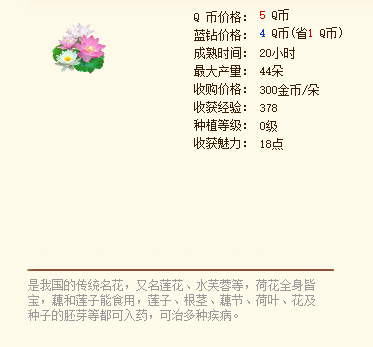 Q 币价格： 5 Q币
蓝钻价格： 4 Q币(省1 Q币)
成熟时间： 20小时
最大产量： 44朵
收购价格： 300金币/朵
收获经验： 378
种植等级： 0级
收获魅力： 18点
是我国的传统名花，又名莲花、水芙蓉等，荷花全身皆
宝，藕和莲子能食用，莲子、根茎、藕节、荷叶、花及
种子的胚芽等都可入药，可治多种疾病。